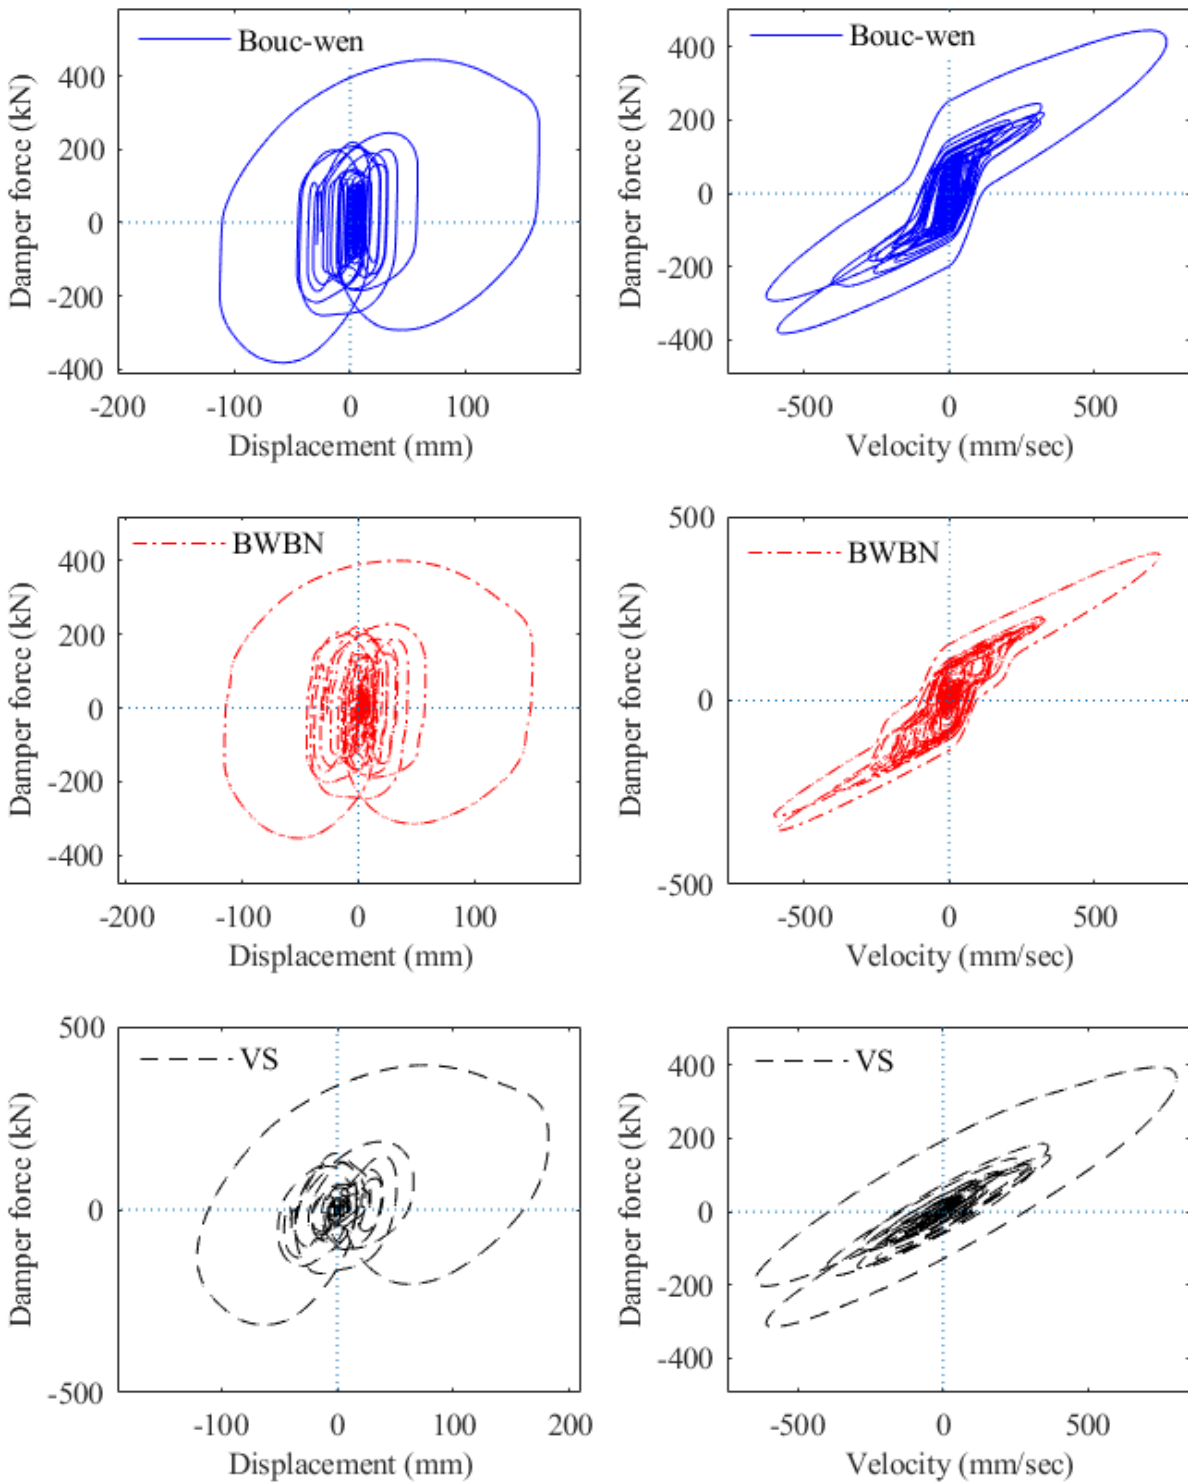 Bouc-wen
Damper force (kN)
400
200
0
-200
-400
-200 -100 0 100
Displacement (mm)
Bouc-wen
Damper force (kN)
400
200
0
-200
-400
-500 0 500
Velocity (mm/sec)
BWBN
Damper force (kN)
400
200
0
-200
-400
-200 -100 0 100
Displacement (mm)
BWBN
Damper force (kN)
500
0
-500
-500 0 500
Velocity (mm/sec)
VS
Damper force (kN)
500
0
-500
-100 0 100 200
Displacement (mm)
VS
Damper force (kN)
400
200
0
-200
-400
-500 0 500
Velocity (mm/sec)